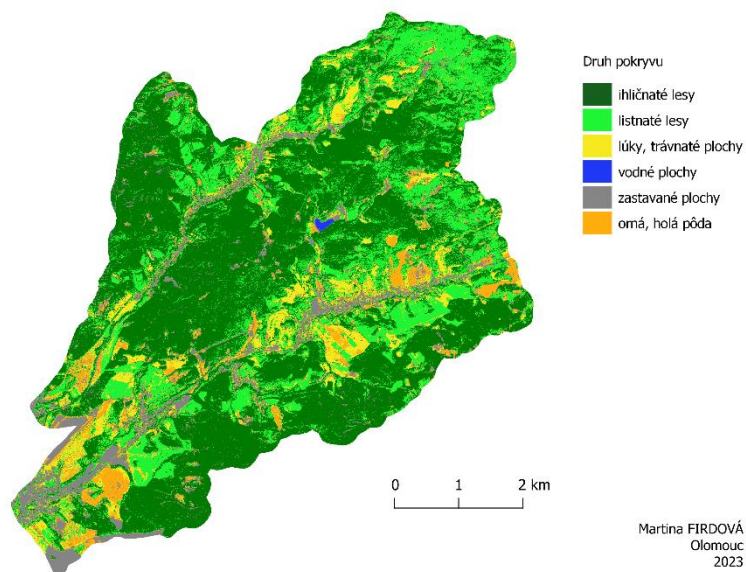 Druh pokryvu
ihličnaté lesy
listnaté lesy
lúky, trávnaté plochy
vodné plochy
zastavané plochy
orná, holá pôda
0 1 2 km
Martina FIRDOVÁ
Olomouc
2023